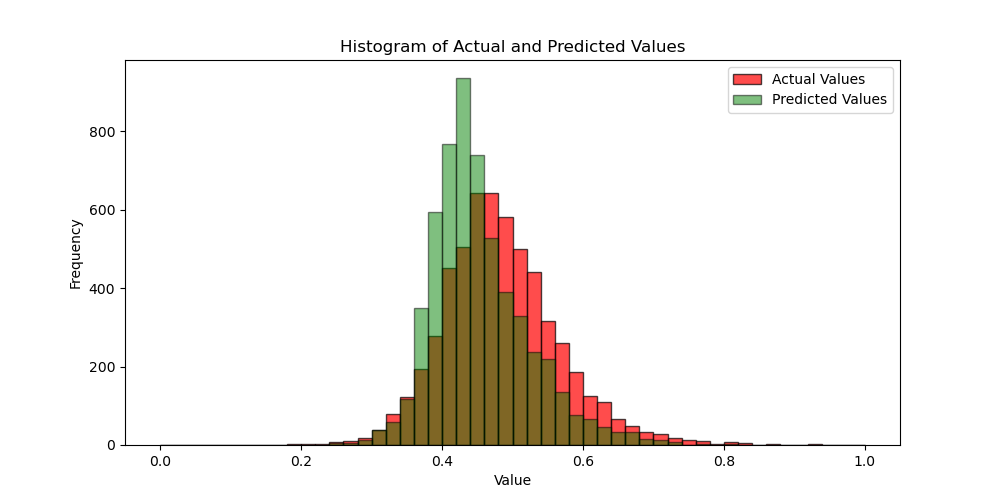 Histogram of Actual and Predicted Values
Actual Values
Predicted Values
Frequency
800
600
400
200
0
0.0 0.2 0.4 0.6 0.8 1.0
Value